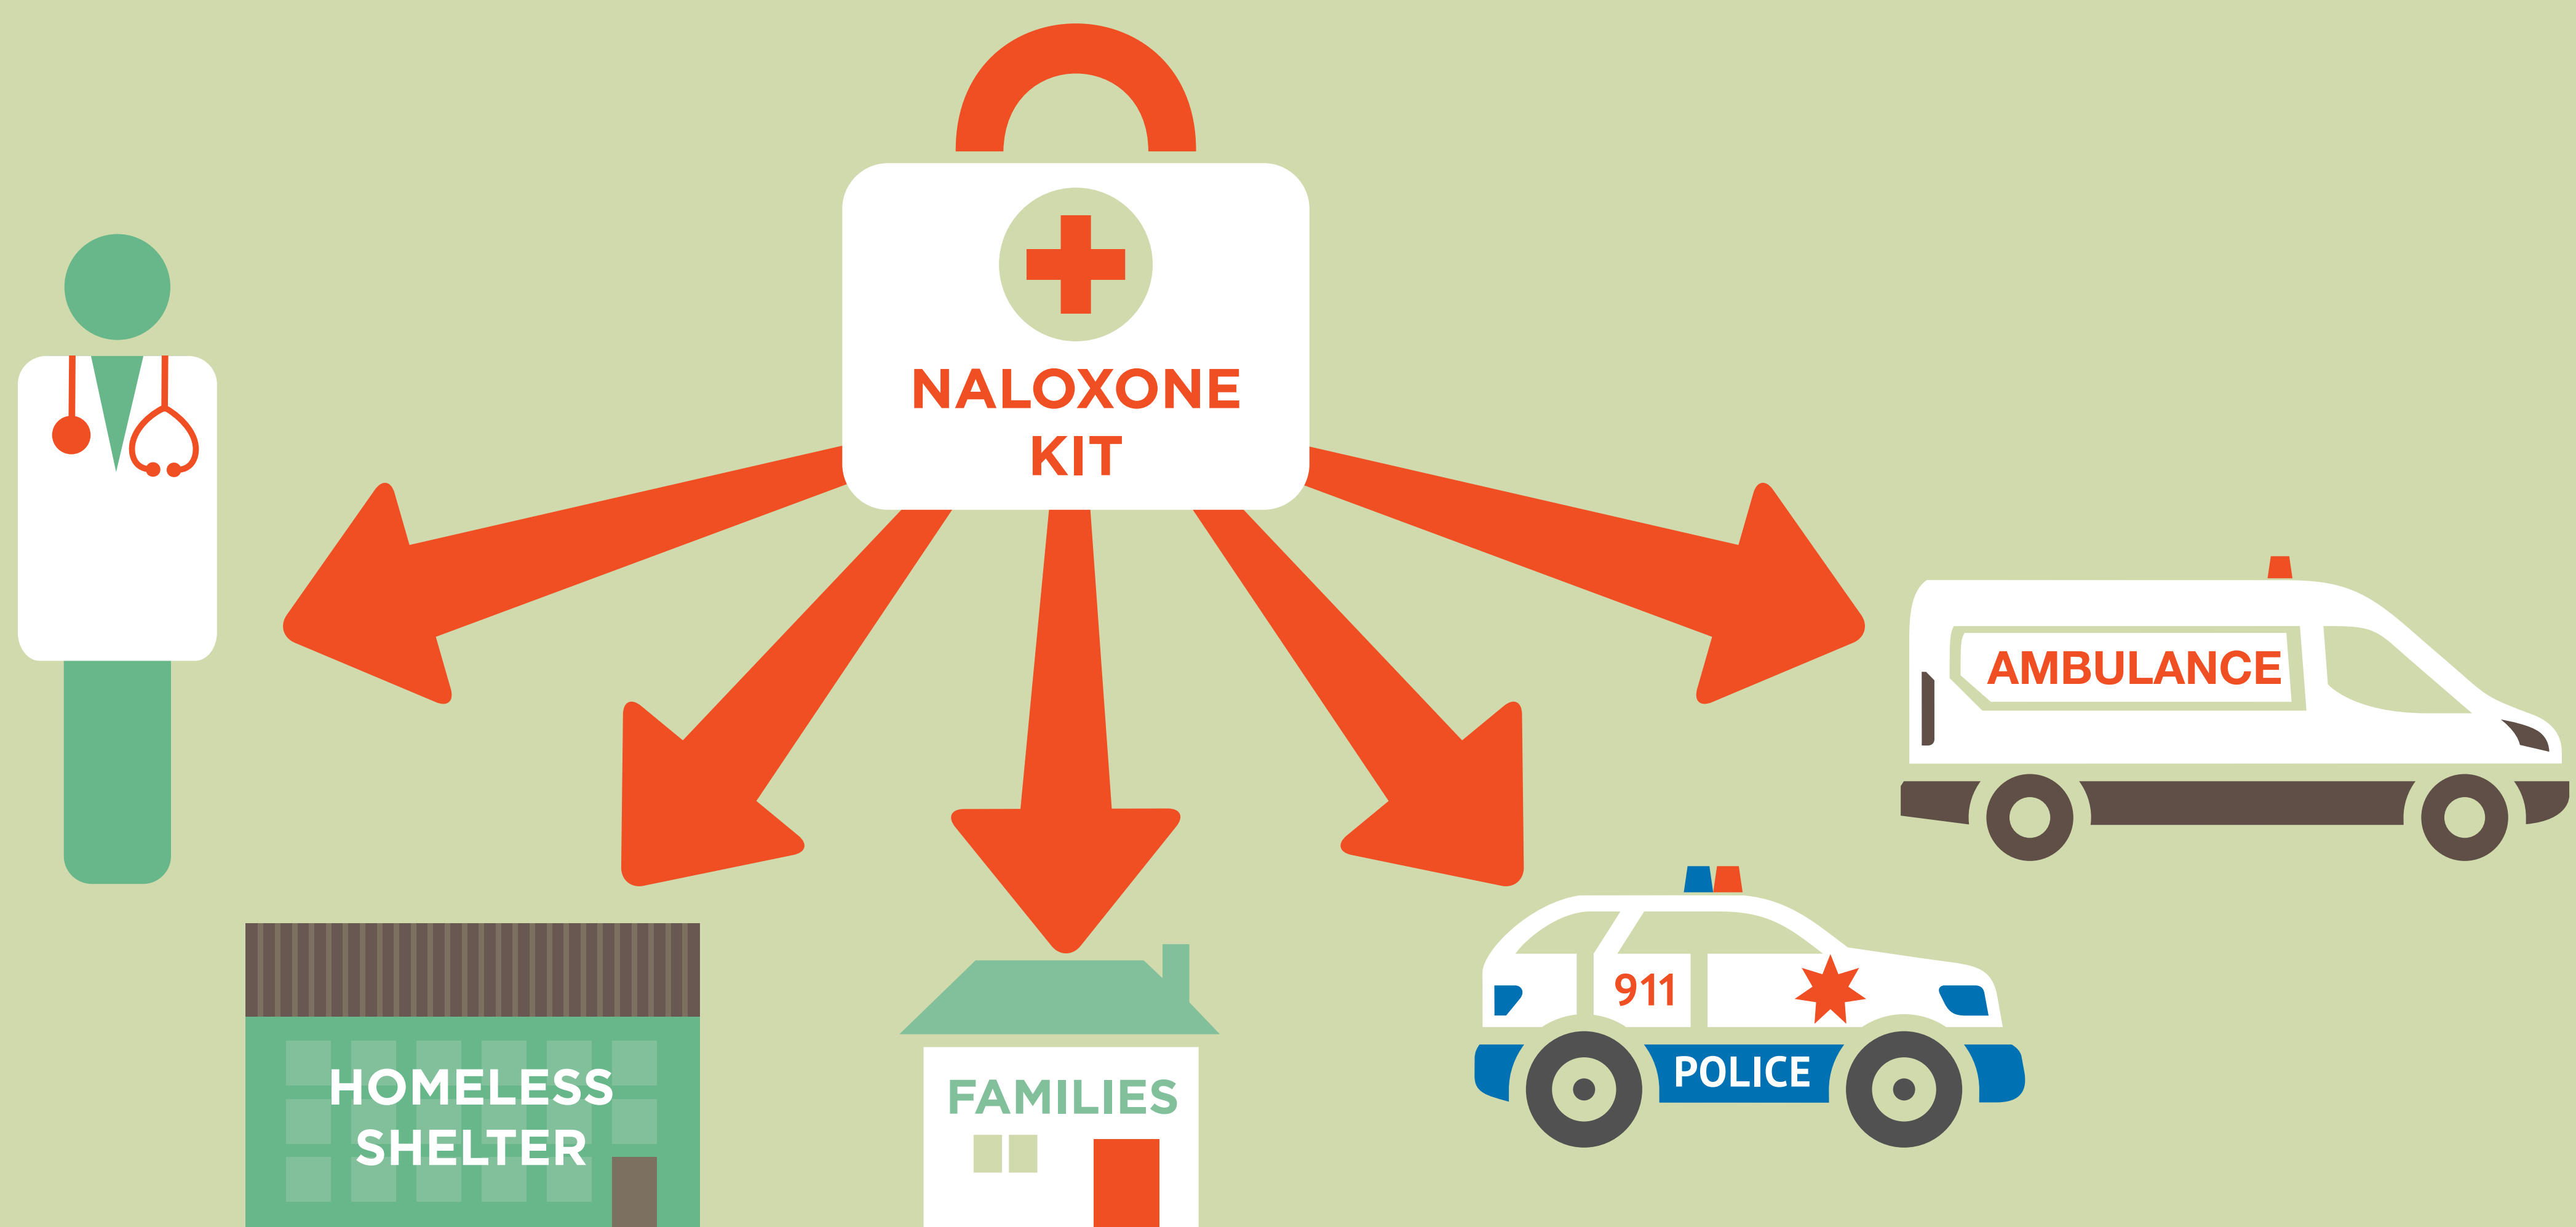 NALOXONE
KIT
AMBULANCE
911
POLICE
HOMELESS
SHELTER
FAMILIES